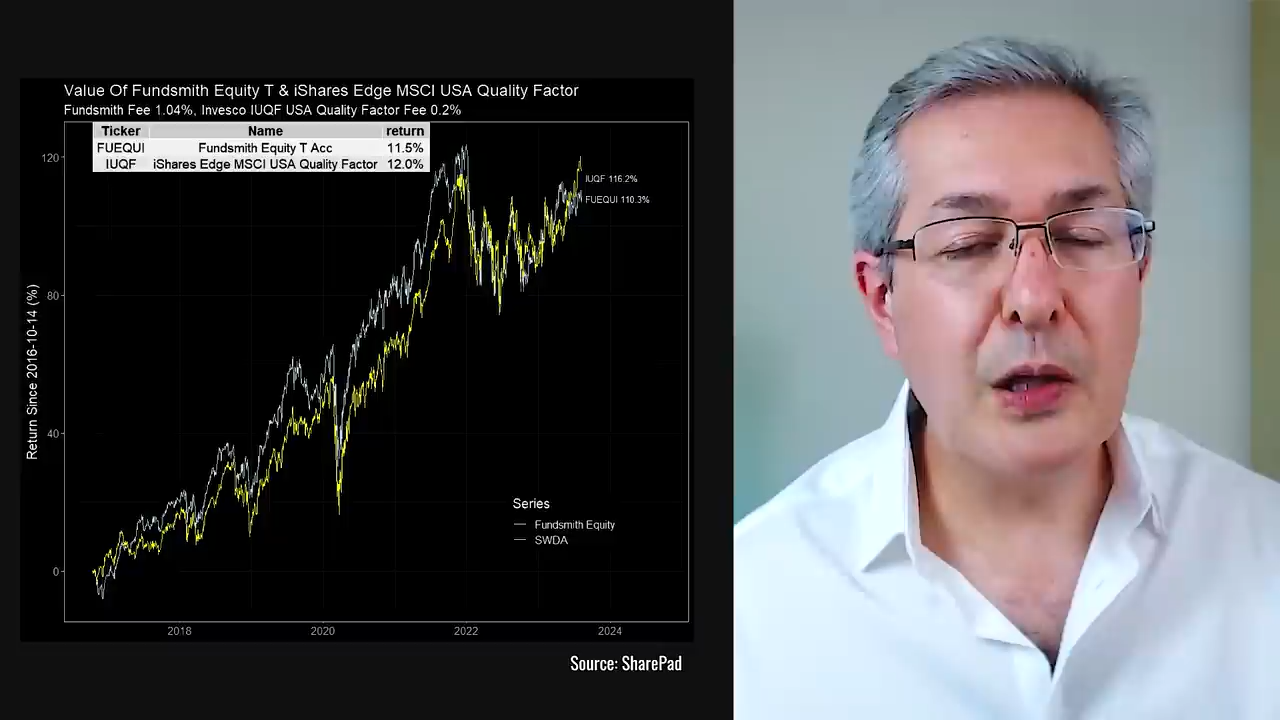 Value Of Fundsmith Equity T & iShares Edge MSCI USA Quality Factor
Fundsmith Fee 1.04%, Invesco IUQF USA Quality Factor Fee 0.2%
Ticker Name return
FUEQUI Fundsmith Equity T Acc 11.5%
IUQF iShares Edge MSCI USA Quality Factor 12.0%
120
IUQF 116.2%
FUEQUI 110.3%
80
Return Since 2016-10-14 (%)
40
Series
Fundsmith Equity
SWDA
0
2018 2020 2022 2024
Source: SharePad